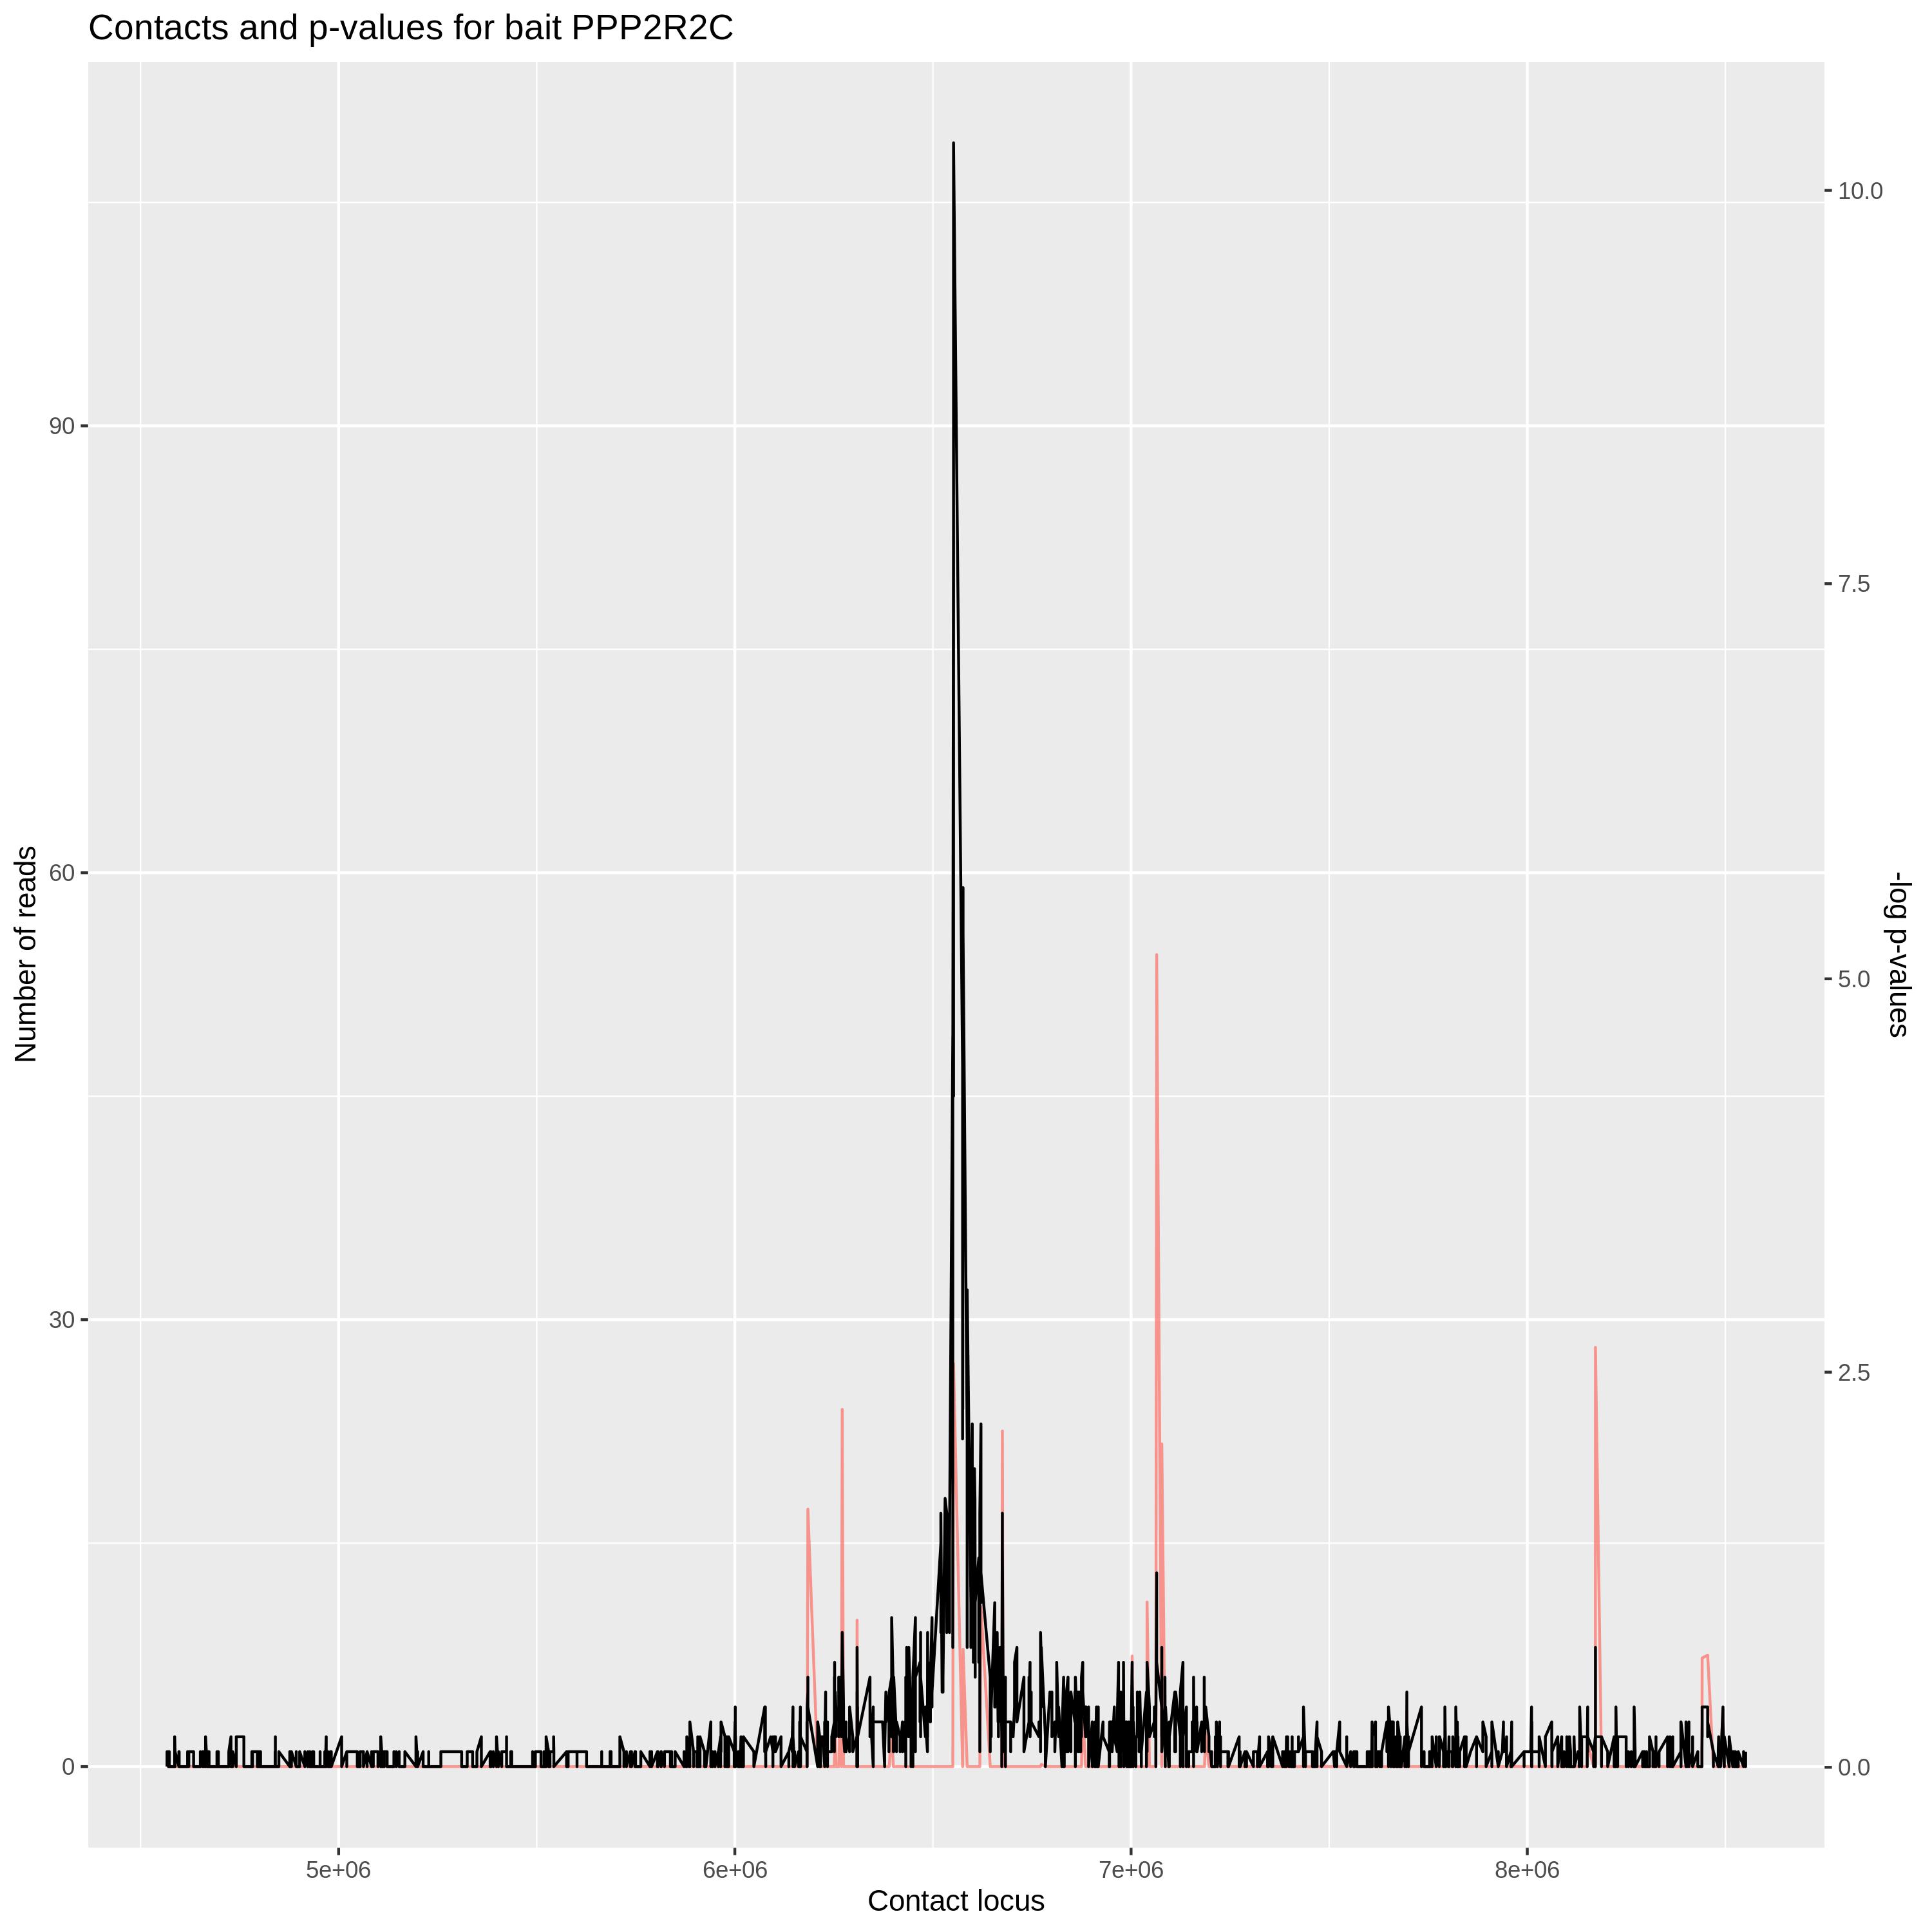 Contacts and p-values for bait PPP2R2C
Number of reads
90
60
30
0
10.0
7.5
5.0
2.5
0.0
-log p-values
5e+06
6e+06
7e+06
8e+06
Contact locus